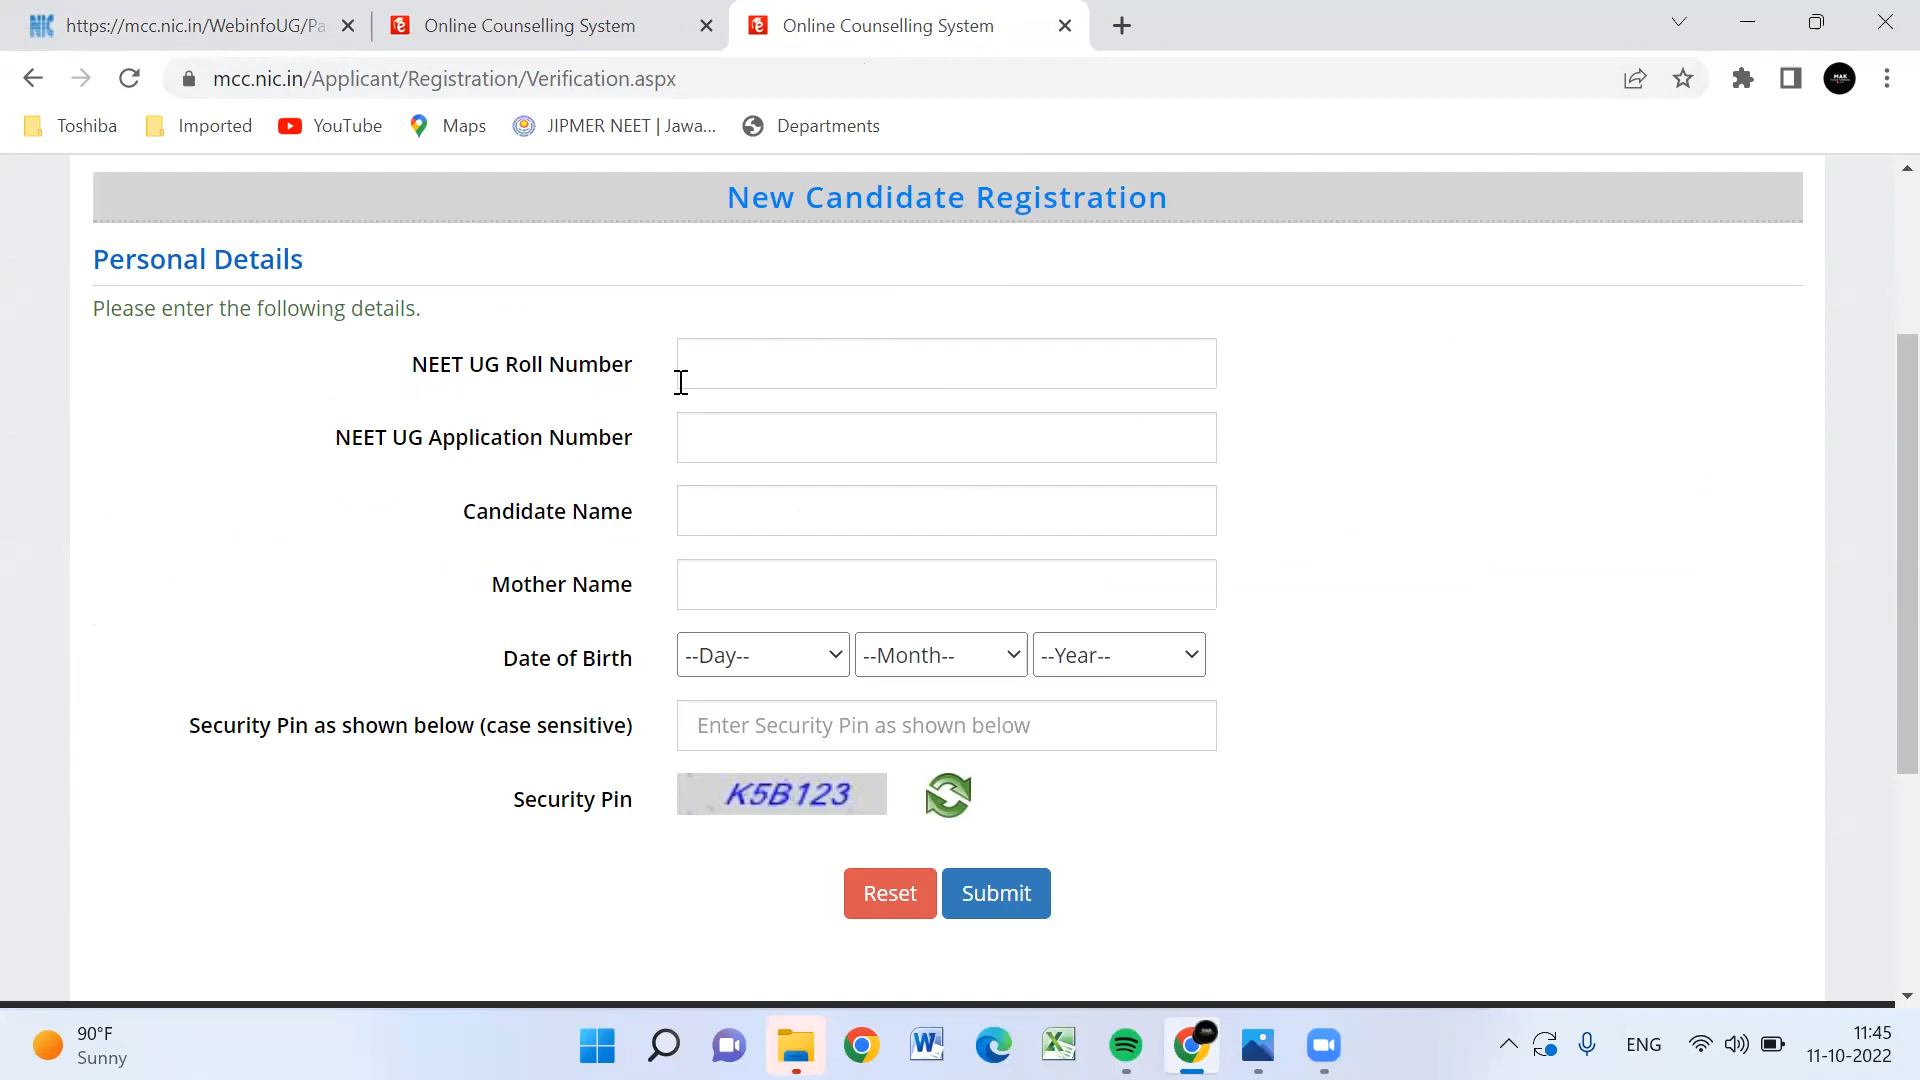 NIC https://mcc.nic.in/WebinfoUG/Pa Online Counselling System Online Counselling System
mcc.nic.in/Applicant/Registration/Verification.aspx MAK
Toshiba Imported YouTube Maps JIPMER NEET | Jawa... Departments
New Candidate Registration
Personal Details
Please enter the following details.
NEET UG Roll Number
NEET UG Application Number
Candidate Name
Mother Name
Date of Birth --Day-- --Month-- --Year--
Security Pin as shown below (case sensitive) Enter Security Pin as shown below
Security Pin K5B123
Reset Submit
90°F
Sunny
ENG
11:45
11-10-2022